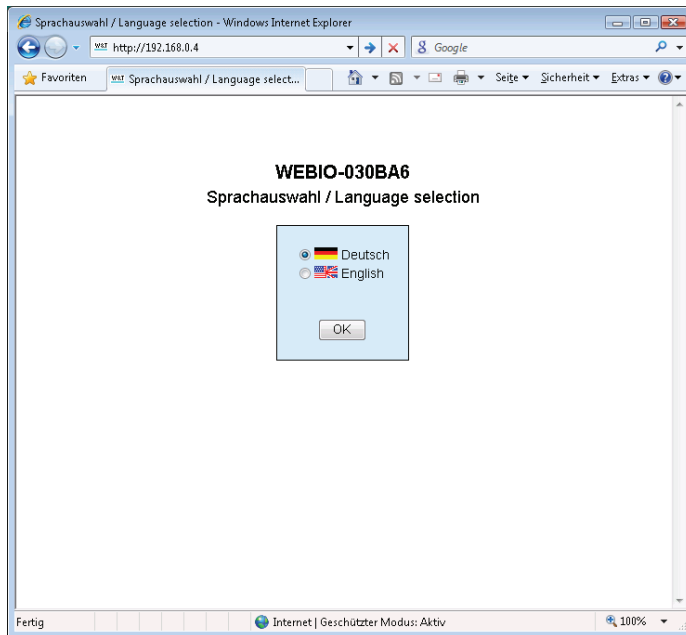 Sprachauswahl / Language selection - Windows Internet Explorer
W&T http://192.168.0.4
Google
Favoriten
W&T Sprachauswahl / Language select...
Seite
Sicherheit
Extras
WEBIO-030BA6
Sprachauswahl / Language selection
Deutsch
English
OK
Fertig
Internet | Geschützter Modus: Aktiv
100%